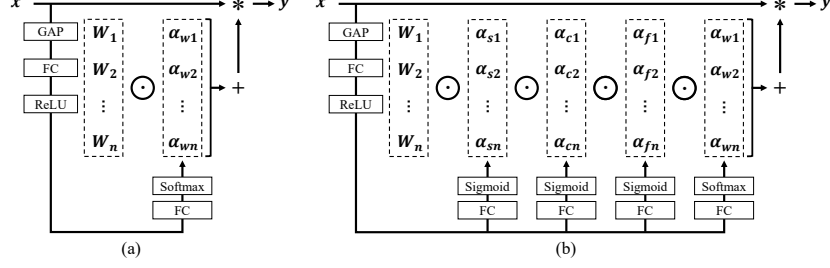 x * y
GAP W1 αw1
FC W2 αw2
⊙ +
ReLU ⋮ ⋮
Wn αwn
Softmax
FC
(a)
x * y
GAP W1 αs1 αc1 αf1 αw1
FC W2 αs2 αc2 αf2 αw2
⊙ ⊙ ⊙ ⊙ +
ReLU ⋮ ⋮ ⋮ ⋮ ⋮
Wn αsn αcn αfn αwn
Sigmoid Sigmoid Sigmoid Softmax
FC FC FC FC
(b)